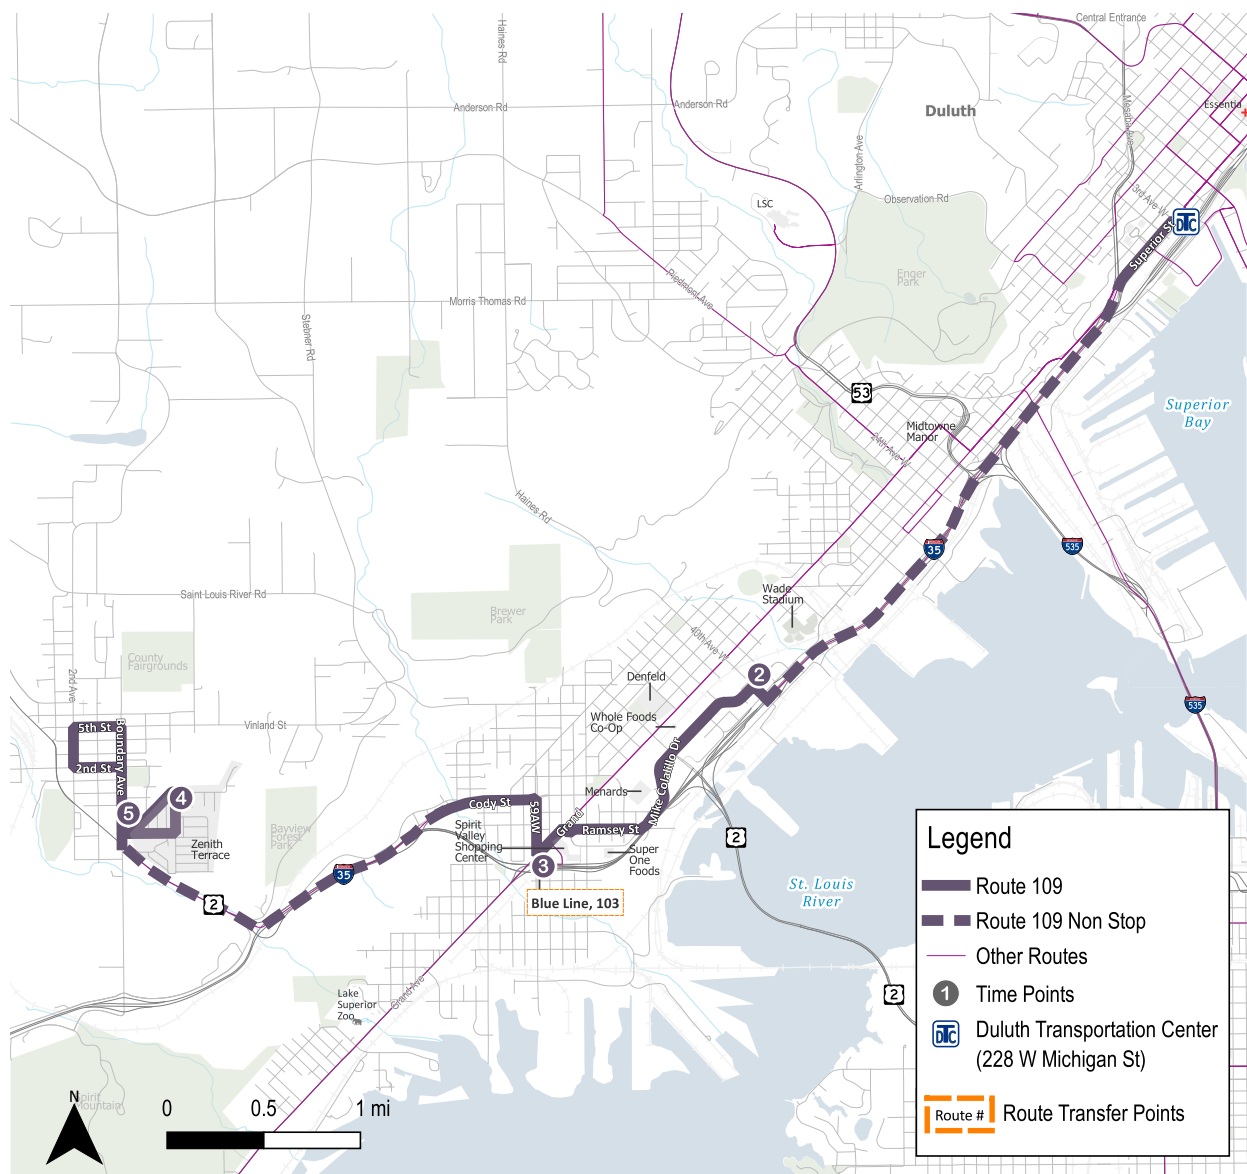 Central Entrance
Haines Rd
Anderson Rd
Anderson Rd
Duluth
Mesaba Ave
Essentia
Arlington Ave
Observation Rd
LSC
3rd Ave W
DTC
Superior St
Enger
Park
Piedmont Ave
Morris Thomas Rd
Stebner Rd
53
Superior
Bay
Midtowne
Manor
24th Ave W
Haines Rd
35
535
Saint Louis River Rd
Wade
Stadium
Brewer
Park
40th Ave W
County
Fairgrounds
2nd Ave
Denfeld
2
535
Whole Foods
Co-Op
5th St
Boundary Ave
Vinland St
2nd St
Mike Colalillo Dr
Menards
4
5
Cody St
59AW
Grand
Ramsey St
Bayview
Forest
Park
Spirit
Valley
Shopping
Center
Zenith
Terrace
Super
One
Foods
3
2
35
2
Blue Line, 103
St. Louis
River
Grand Ave
Lake
Superior
Zoo
2
Spirit
Mountain
N
0 0.5 1 mi
Legend
Route 109
Route 109 Non Stop
Other Routes
1 Time Points
DTC Duluth Transportation Center
(228 W Michigan St)
Route # Route Transfer Points